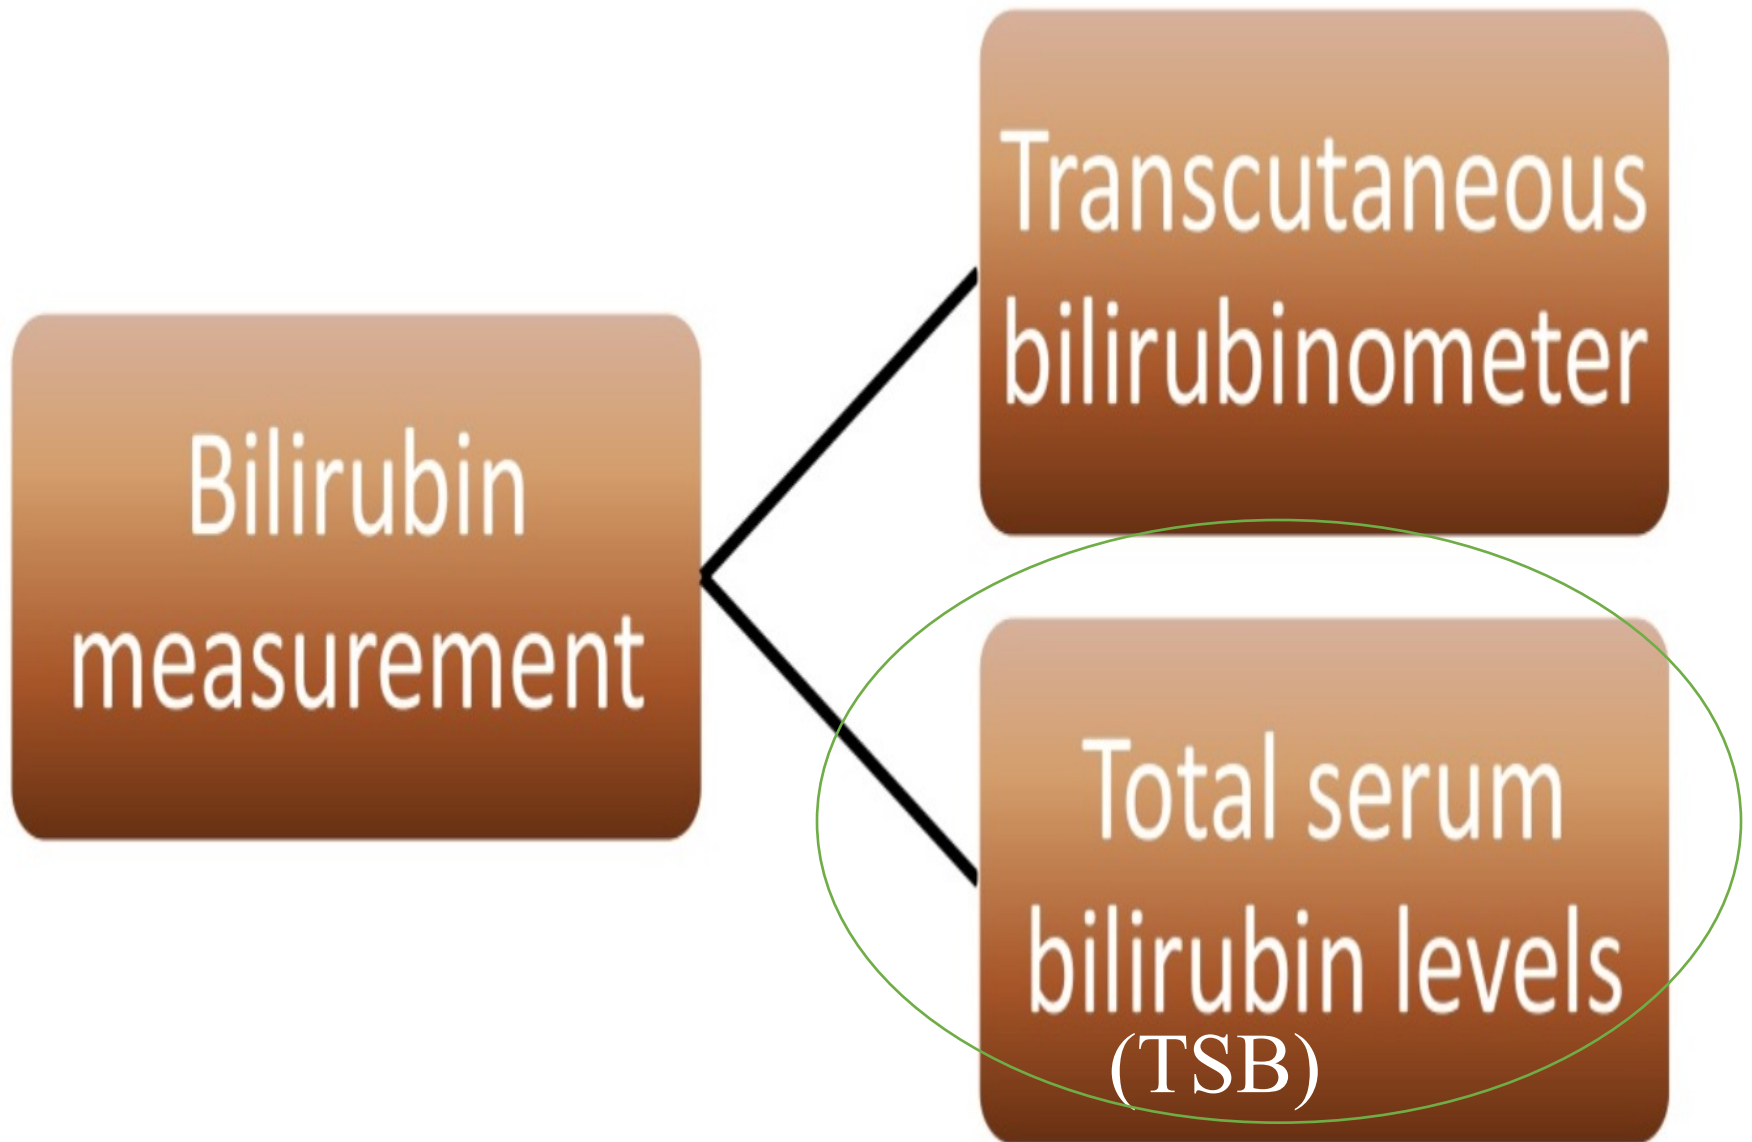 Bilirubin
measurement
Transcutaneous
bilirubinometer
Total serum
bilirubin levels
(TSB)